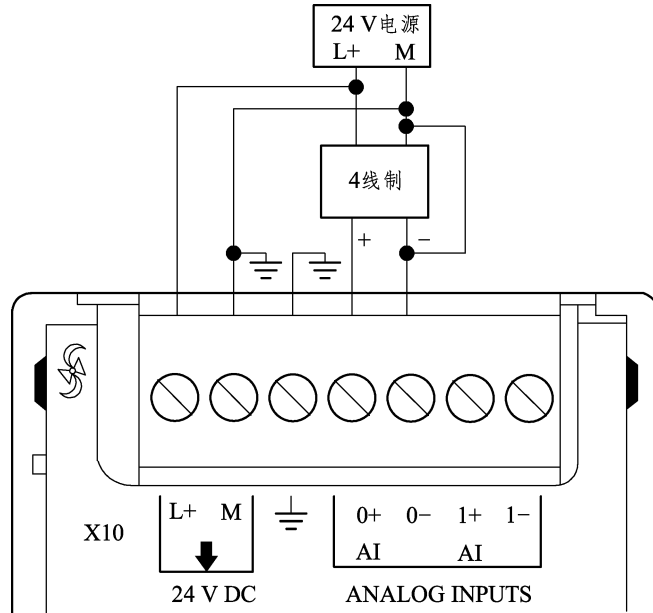 24 V电源
L+ M
4线制
+ −
L+ M 0+ 0− 1+ 1−
X10 AI AI
24 V DC ANALOG INPUTS